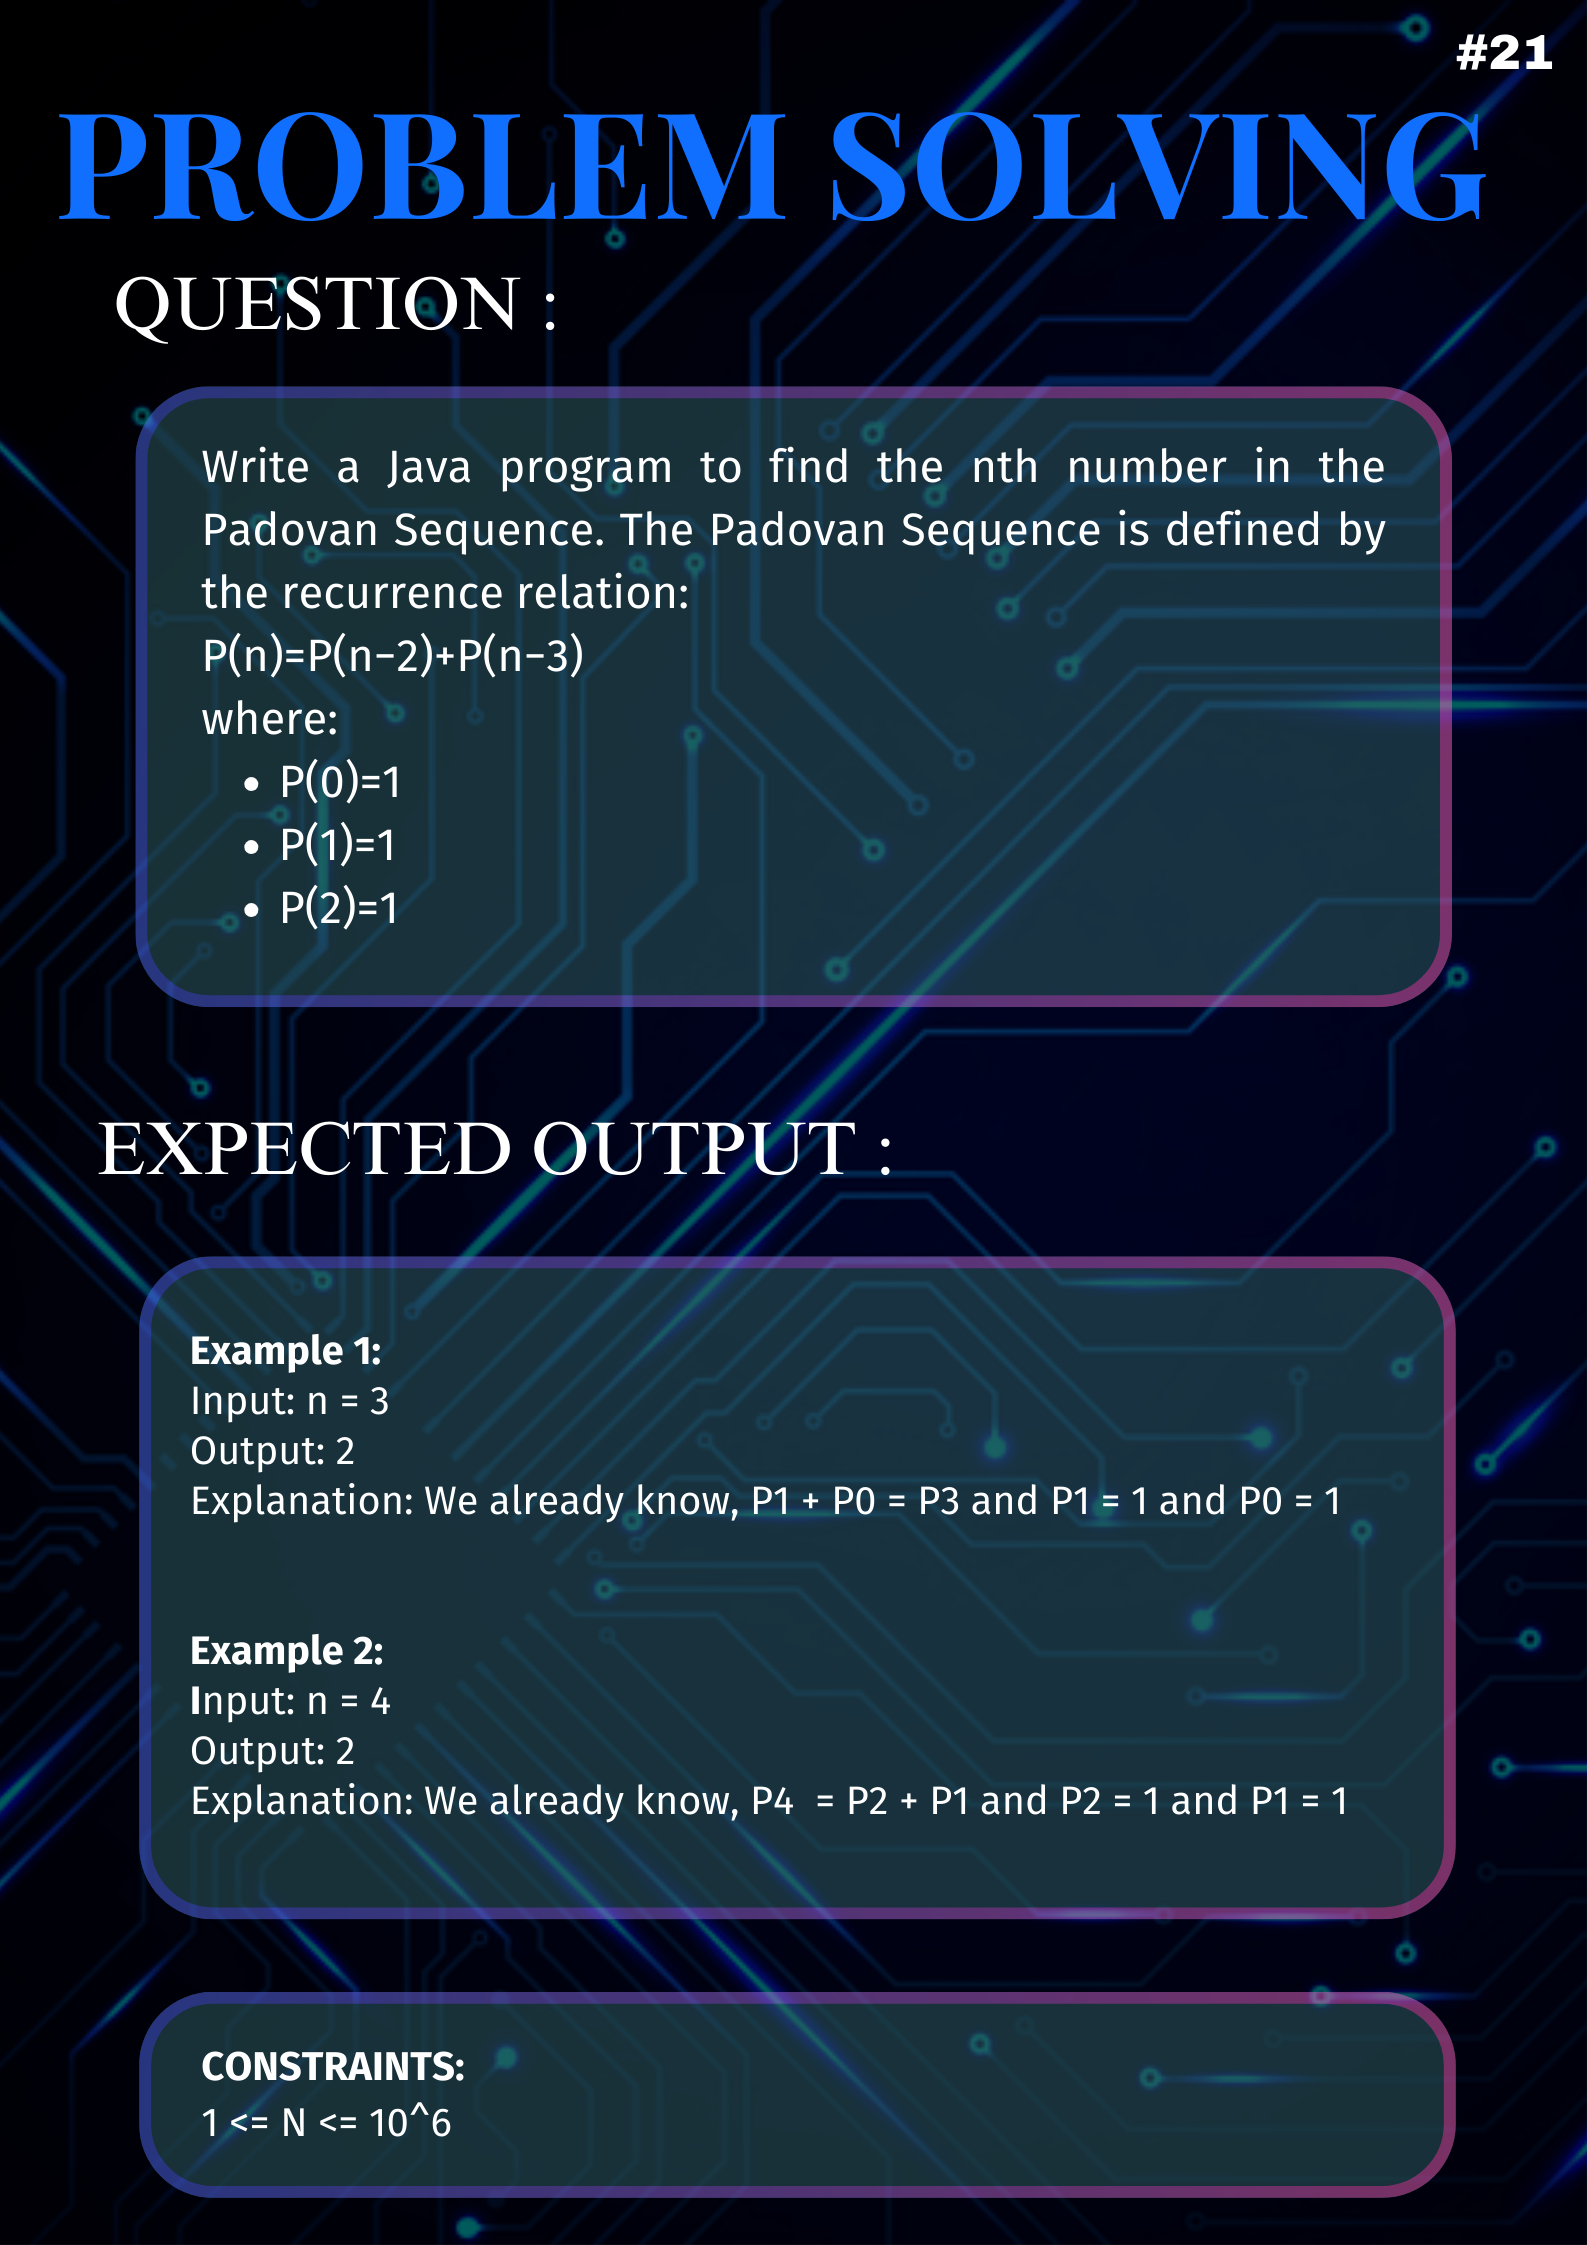 #21
PROBLEM SOLVING
QUESTION :
Write a Java program to find the nth number in the
Padovan Sequence. The Padovan Sequence is defined by
the recurrence relation:
P(n)=P(n−2)+P(n−3)
where:
• P(0)=1
• P(1)=1
• P(2)=1
EXPECTED OUTPUT :
Example 1:
Input: n = 3
Output: 2
Explanation: We already know, P1 + P0 = P3 and P1 = 1 and P0 = 1
Example 2:
Input: n = 4
Output: 2
Explanation: We already know, P4  = P2 + P1 and P2 = 1 and P1 = 1
CONSTRAINTS:
1 <= N <= 10^6